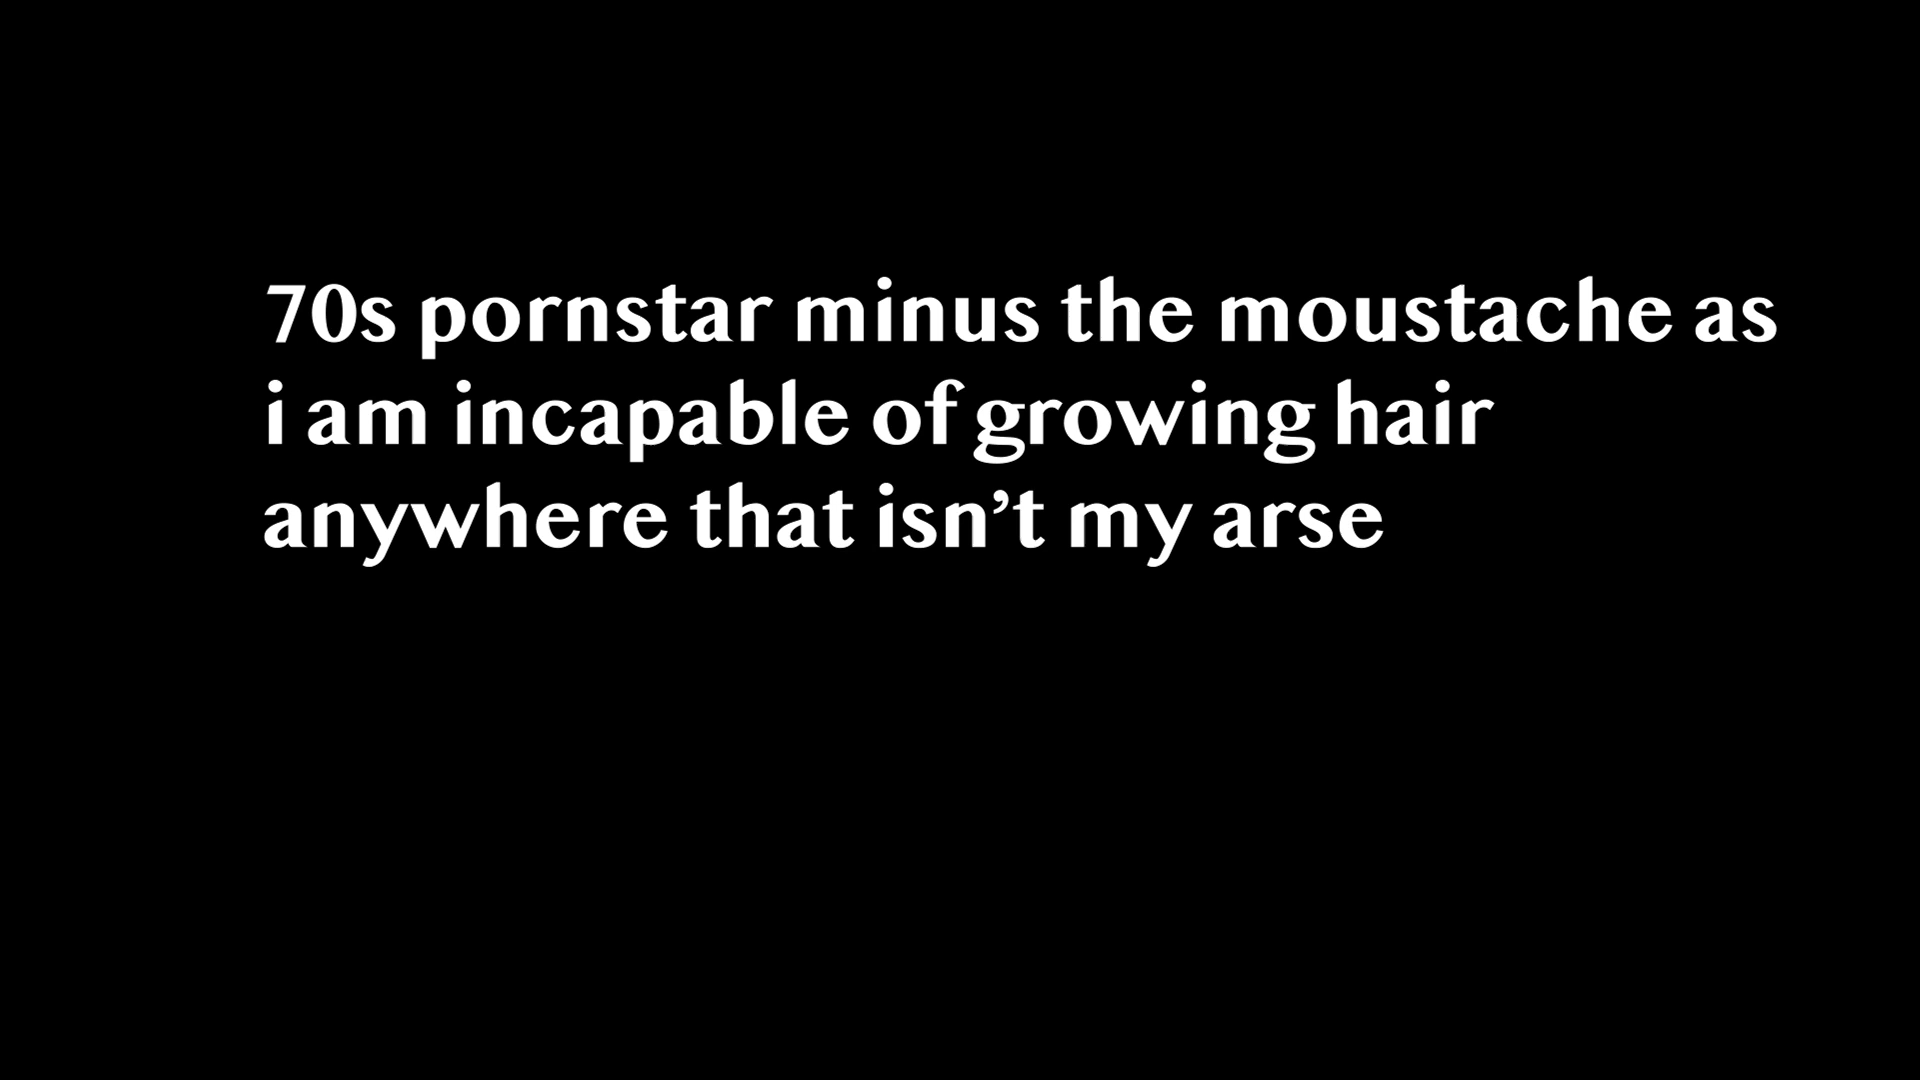 70s pornstar minus the moustache as
i am incapable of growing hair
anywhere that isn’t my arse